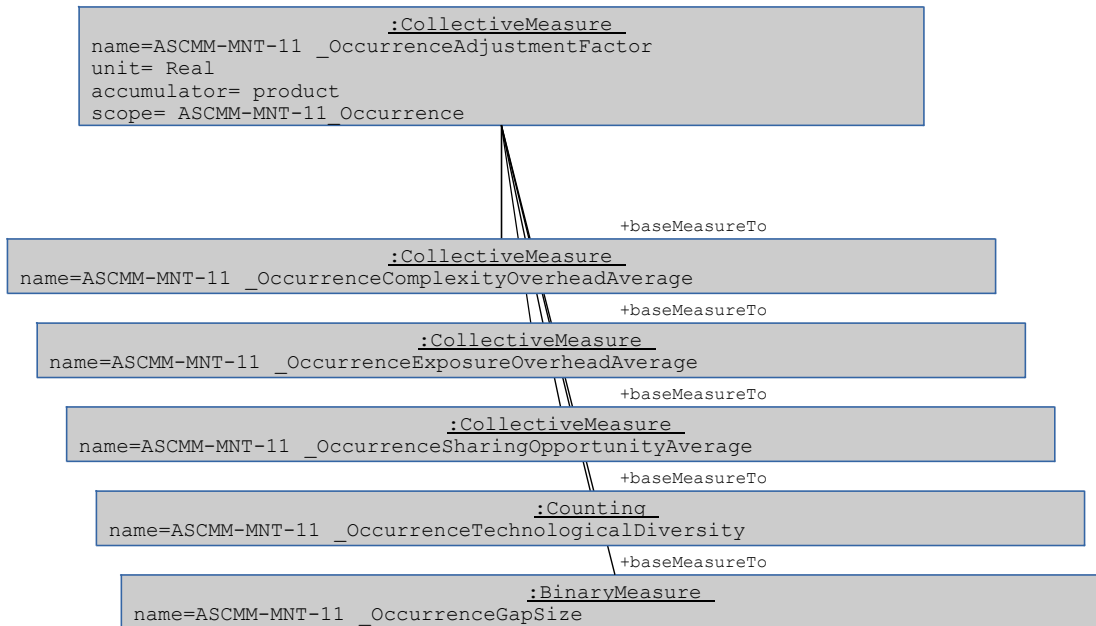 :CollectiveMeasure
name=ASCMM-MNT-11 _OccurrenceAdjustmentFactor
unit= Real
accumulator= product
scope= ASCMM-MNT-11_Occurrence
+baseMeasureTo
:CollectiveMeasure
name=ASCMM-MNT-11 _OccurrenceComplexityOverheadAverage
+baseMeasureTo
:CollectiveMeasure
name=ASCMM-MNT-11 _OccurrenceExposureOverheadAverage
+baseMeasureTo
:CollectiveMeasure
name=ASCMM-MNT-11 _OccurrenceSharingOpportunityAverage
+baseMeasureTo
:Counting
name=ASCMM-MNT-11 _OccurrenceTechnologicalDiversity
+baseMeasureTo
:BinaryMeasure
name=ASCMM-MNT-11 _OccurrenceGapSize